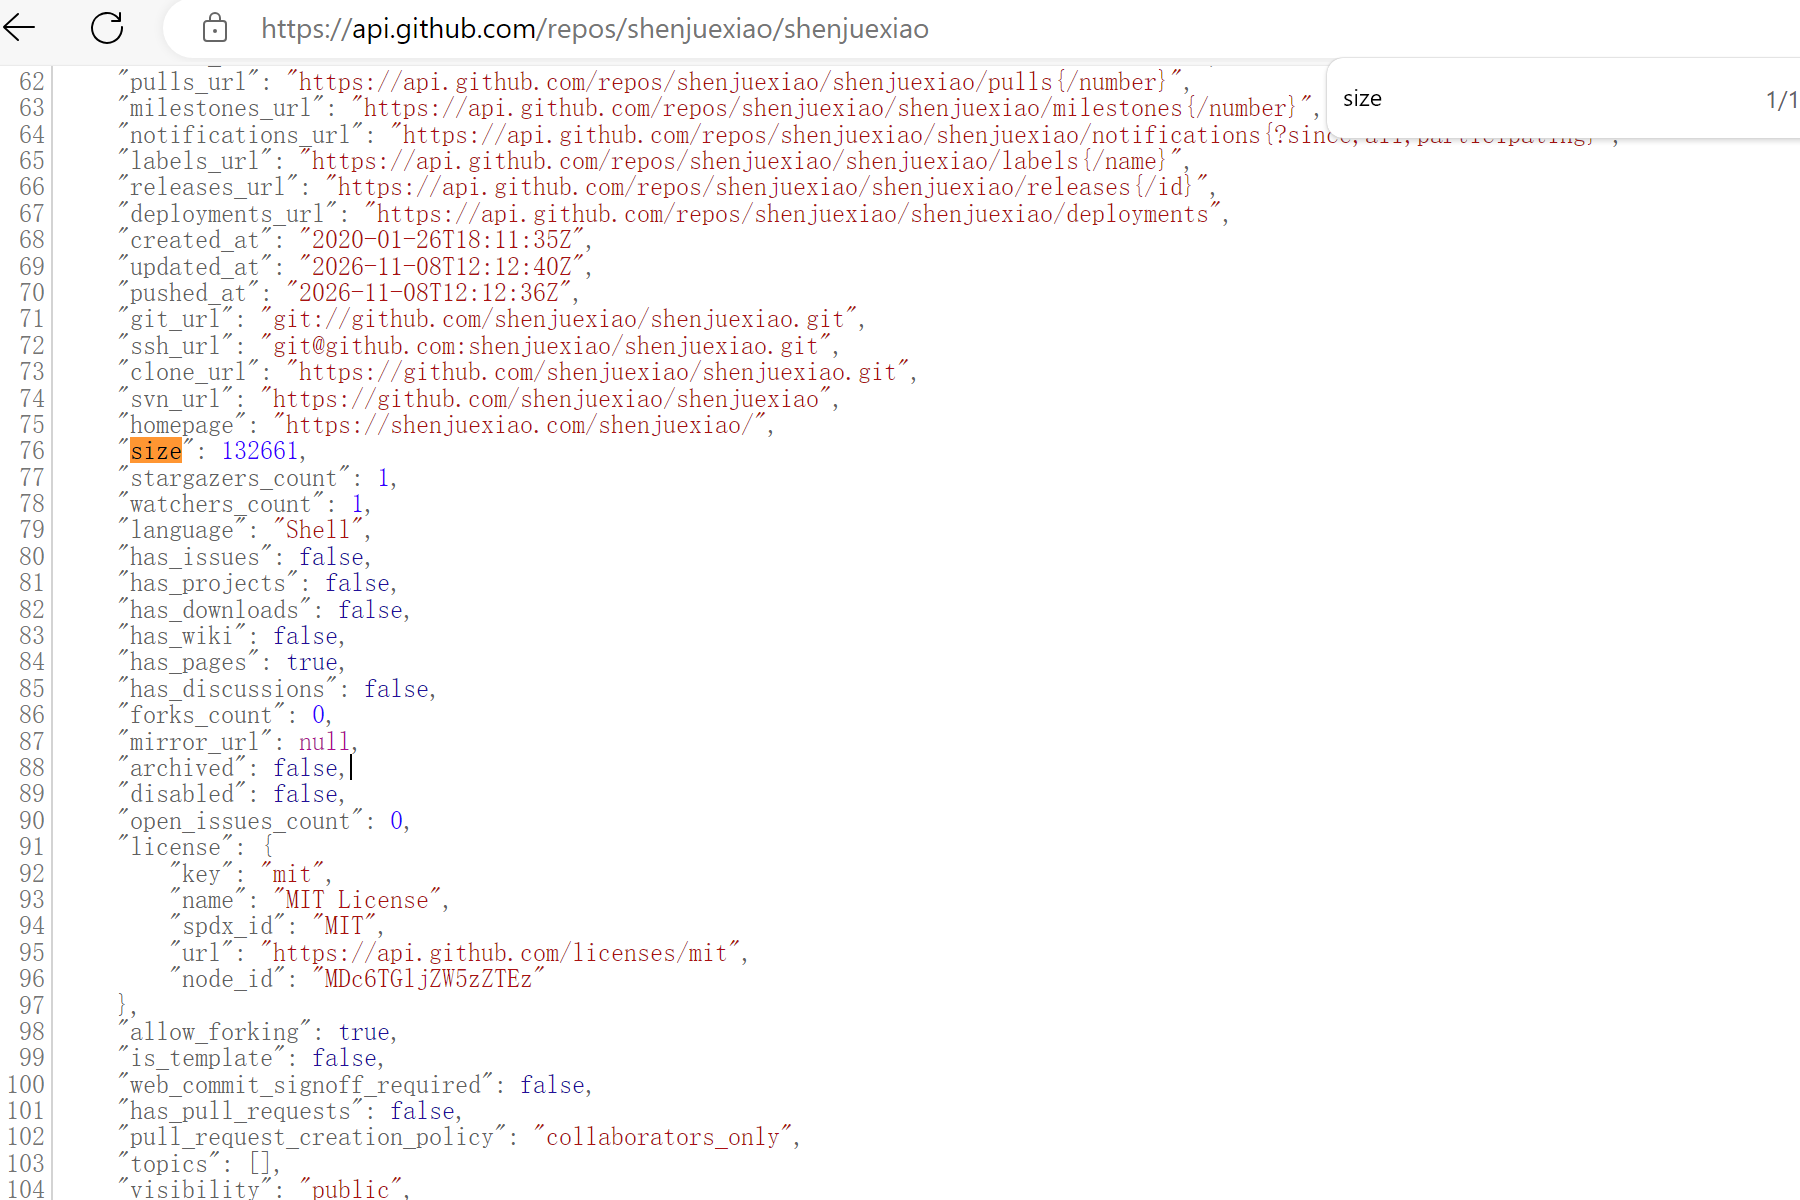 https://api.github.com/repos/shenjuexiao/shenjuexiao
size
1/1
62 "pulls_url": "https://api.github.com/repos/shenjuexiao/shenjuexiao/pulls{/number}",
63 "milestones_url": "https://api.github.com/repos/shenjuexiao/shenjuexiao/milestones{/number}",
64 "notifications_url": "https://api.github.com/repos/shenjuexiao/shenjuexiao/notifications{?since,all,participating}",
65 "labels_url": "https://api.github.com/repos/shenjuexiao/shenjuexiao/labels{/name}",
66 "releases_url": "https://api.github.com/repos/shenjuexiao/shenjuexiao/releases{/id}",
67 "deployments_url": "https://api.github.com/repos/shenjuexiao/shenjuexiao/deployments",
68 "created_at": "2020-01-26T18:11:35Z",
69 "updated_at": "2026-11-08T12:12:40Z",
70 "pushed_at": "2026-11-08T12:12:36Z",
71 "git_url": "git://github.com/shenjuexiao/shenjuexiao.git",
72 "ssh_url": "git@github.com:shenjuexiao/shenjuexiao.git",
73 "clone_url": "https://github.com/shenjuexiao/shenjuexiao.git",
74 "svn_url": "https://github.com/shenjuexiao/shenjuexiao",
75 "homepage": "https://shenjuexiao.com/shenjuexiao/",
76 "size": 132661,
77 "stargazers_count": 1,
78 "watchers_count": 1,
79 "language": "Shell",
80 "has_issues": false,
81 "has_projects": false,
82 "has_downloads": false,
83 "has_wiki": false,
84 "has_pages": true,
85 "has_discussions": false,
86 "forks_count": 0,
87 "mirror_url": null,
88 "archived": false,
89 "disabled": false,
90 "open_issues_count": 0,
91 "license": {
92 "key": "mit",
93 "name": "MIT License",
94 "spdx_id": "MIT",
95 "url": "https://api.github.com/licenses/mit",
96 "node_id": "MDc6TGljZW5zZTEz"
97 },
98 "allow_forking": true,
99 "is_template": false,
100 "web_commit_signoff_required": false,
101 "has_pull_requests": false,
102 "pull_request_creation_policy": "collaborators_only",
103 "topics": [],
104 "visibility": "public",